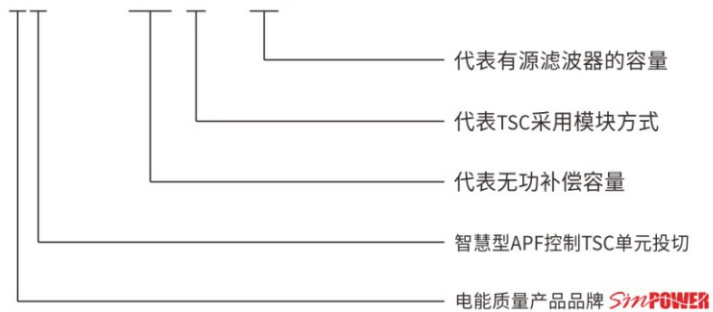 代表有源滤波器的容量
代表TSC采用模块方式
代表无功补偿容量
智慧型APF控制TSC单元投切
电能质量产品品牌 SinPOWER